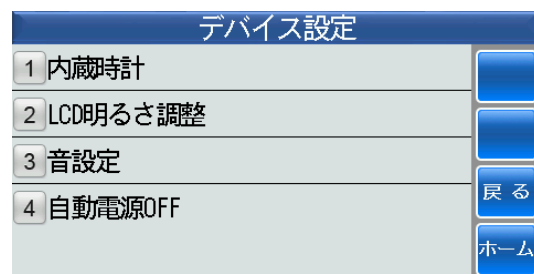 デバイス設定
1 内蔵時計
2 LCD明るさ調整
3 音設定
4 自動電源OFF
戻る
ホーム